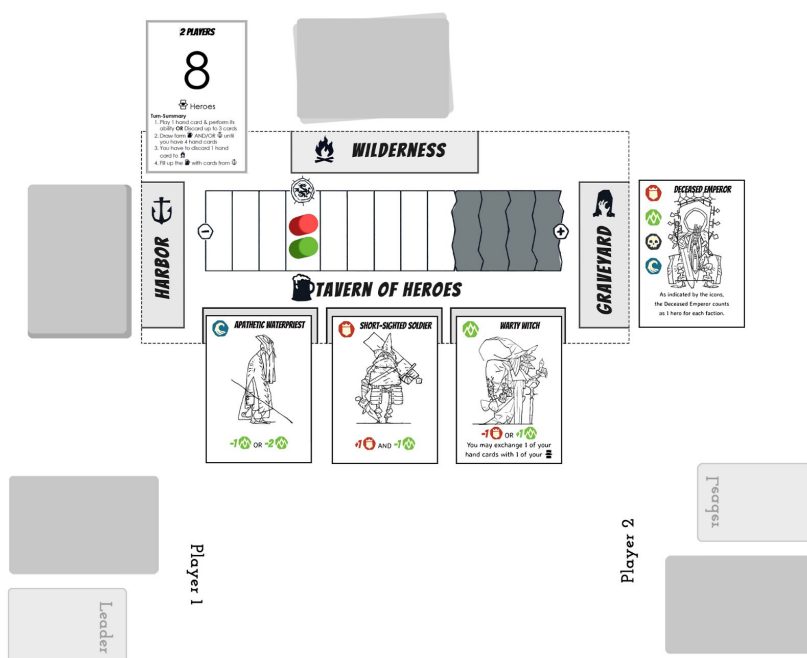 2 PLAYERS
8
Heroes
Turn-Summary
1. Play 1 hand card & perform its
ability OR Discard up to 3 cards
2. Draw form AND/OR until
you have 4 hand cards
3. You have to discard 1 hand
card to
4. Fill up the with cards from
WILDERNESS
HARBOR
GRAVEYARD
−
+
TAVERN OF HEROES
DECEASED EMPEROR
As indicated by the icons,
the Deceased Emperor counts
as 1 hero for each faction.
APATHETIC WATERPRIEST
-1 OR -2
SHORT-SIGHTED SOLDIER
+1 AND -1
WARTY WITCH
-1 OR +1
You may exchange 1 of your
hand cards with 1 of your
Player 1
Leader
Player 2
Leader